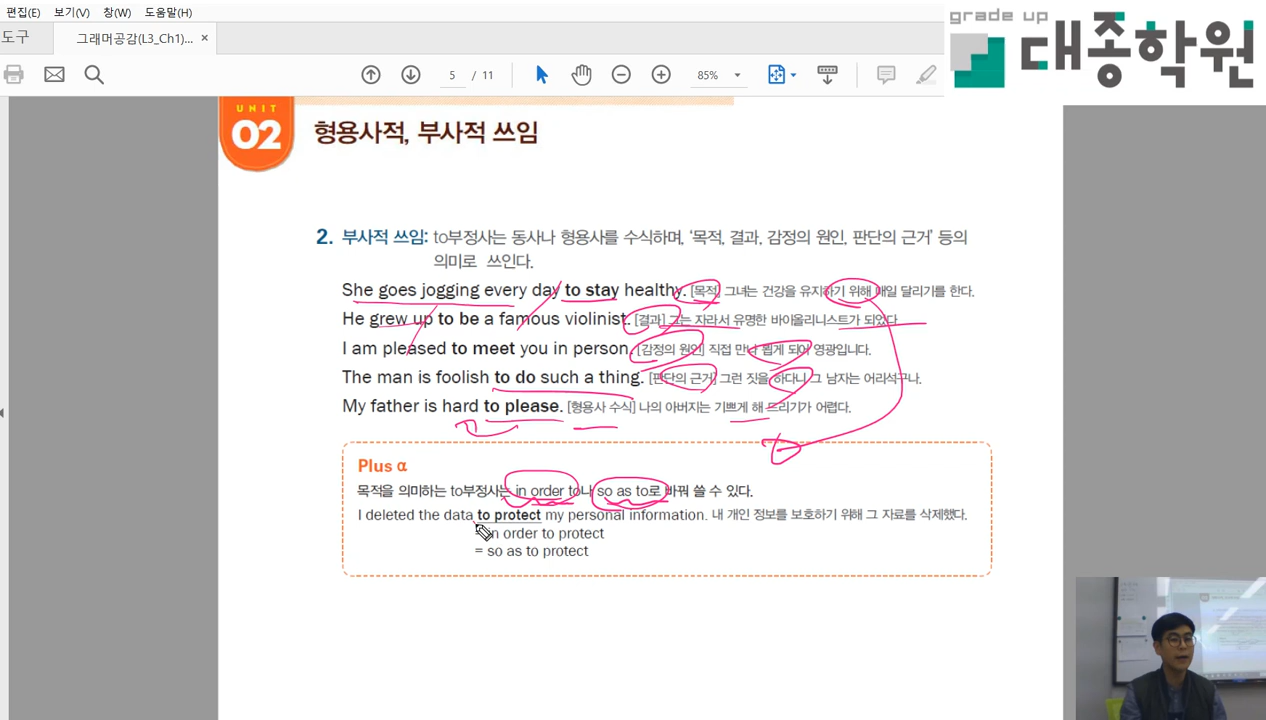 편집(E) 보기(V) 창(W) 도움말(H)
도구 그래머공감(L3_Ch1)... ×
5 / 11 85%
grade up
대종학원
UNIT
02
형용사적, 부사적 쓰임
2. 부사적 쓰임: to부정사는 동사나 형용사를 수식하며, ‘목적, 결과, 감정의 원인, 판단의 근거’ 등의
의미로 쓰인다.
She goes jogging every day to stay healthy. [목적] 그녀는 건강을 유지하기 위해 매일 달리기를 한다.
He grew up to be a famous violinist. [결과] 그는 자라서 유명한 바이올리니스트가 되었다
I am pleased to meet you in person. [감정의 원인] 직접 만나 뵙게 되어 영광입니다.
The man is foolish to do such a thing. [판단의 근거] 그런 짓을 하다니 그 남자는 어리석구나.
My father is hard to please. [형용사 수식] 나의 아버지는 기쁘게 해 드리기가 어렵다.
Plus α
목적을 의미하는 to부정사는 in order to나 so as to로 바꿔 쓸 수 있다.
I deleted the data to protect my personal information. 내 개인 정보를 보호하기 위해 그 자료를 삭제했다.
= in order to protect
= so as to protect